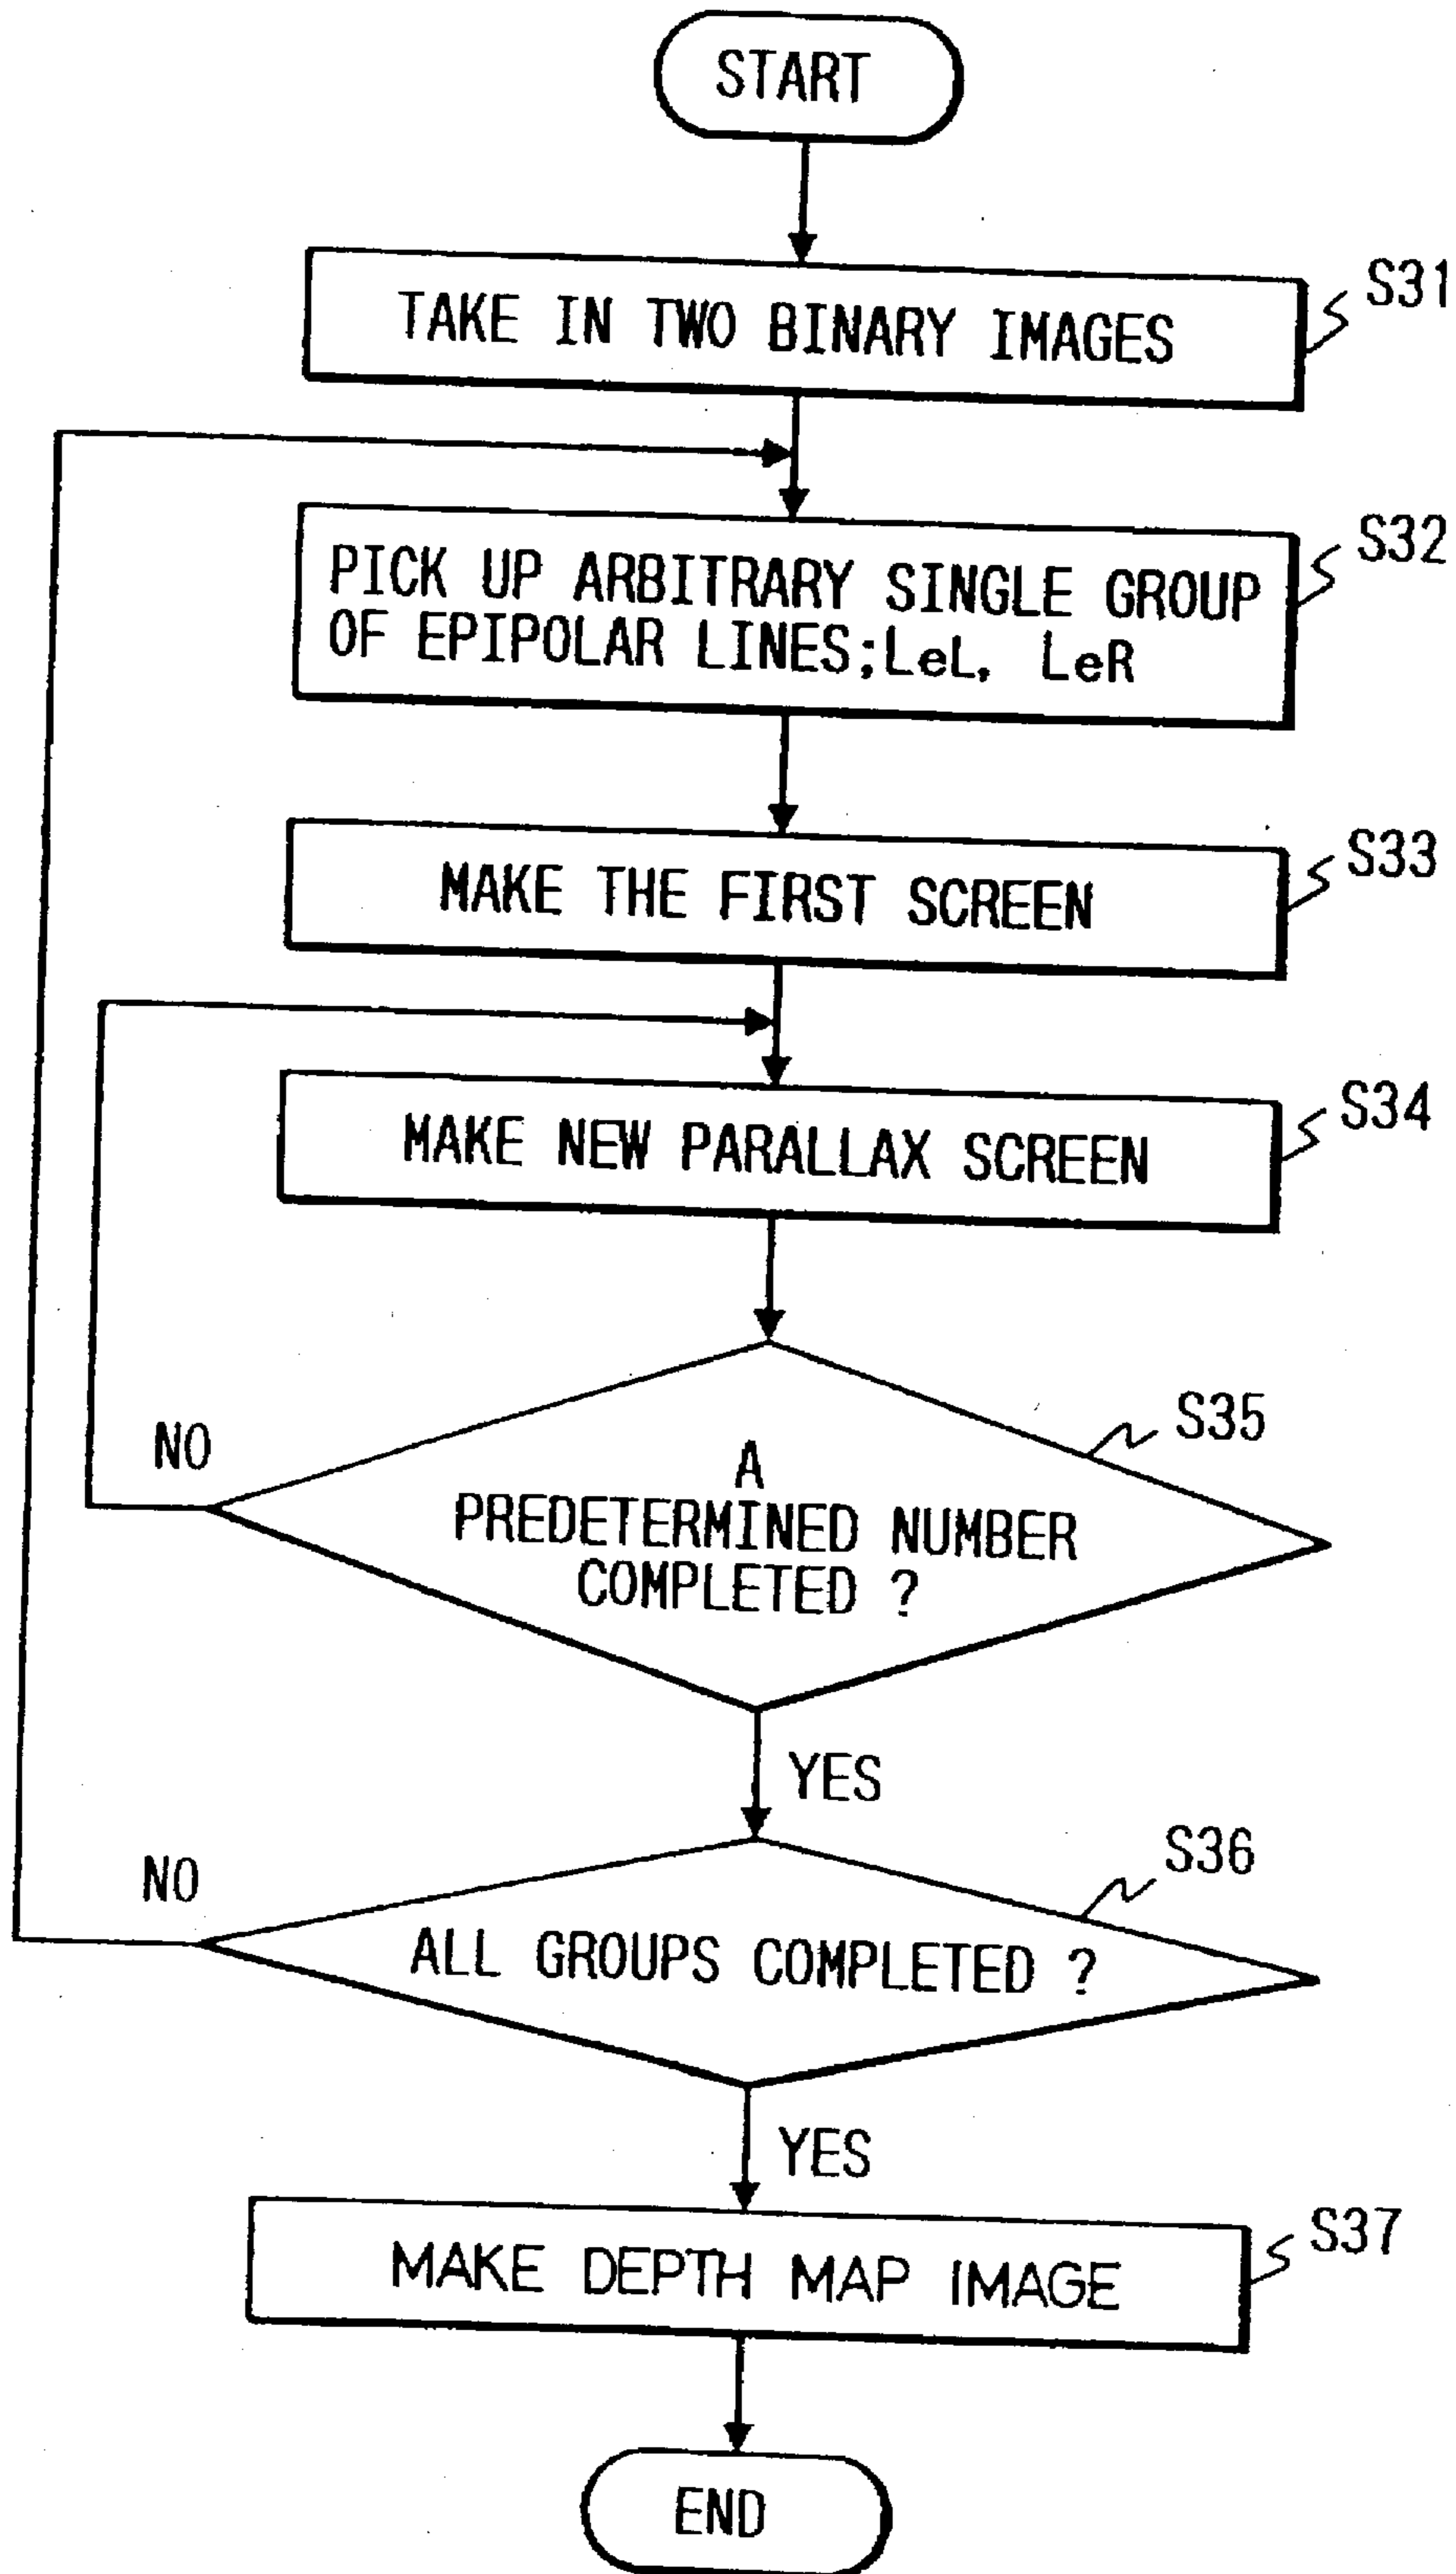 START
TAKE IN TWO BINARY IMAGES
S31
PICK UP ARBITRARY SINGLE GROUP
OF EPIPOLAR LINES;LeL, LeR
S32
MAKE THE FIRST SCREEN
S33
MAKE NEW PARALLAX SCREEN
S34
A
PREDETERMINED NUMBER
COMPLETED ?
S35
NO
YES
ALL GROUPS COMPLETED ?
S36
NO
YES
MAKE DEPTH MAP IMAGE
S37
END